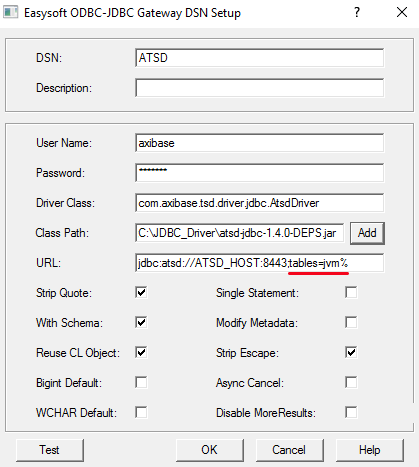 Easysoft ODBC-JDBC Gateway DSN Setup
DSN: ATSD
Description:
User Name: axibase
Password: *******
Driver Class: com.axibase.tsd.driver.jdbc.AtsdDriver
Class Path: C:\JDBC_Driver\atsd-jdbc-1.4.0-DEPS.jar Add
URL: jdbc:atsd://ATSD_HOST:8443;tables=jvm%
Strip Quote: Single Statement:
With Schema: Modify Metadata:
Reuse CL Object: Strip Escape:
Bigint Default: Async Cancel:
WCHAR Default: Disable MoreResults:
Test OK Cancel Help